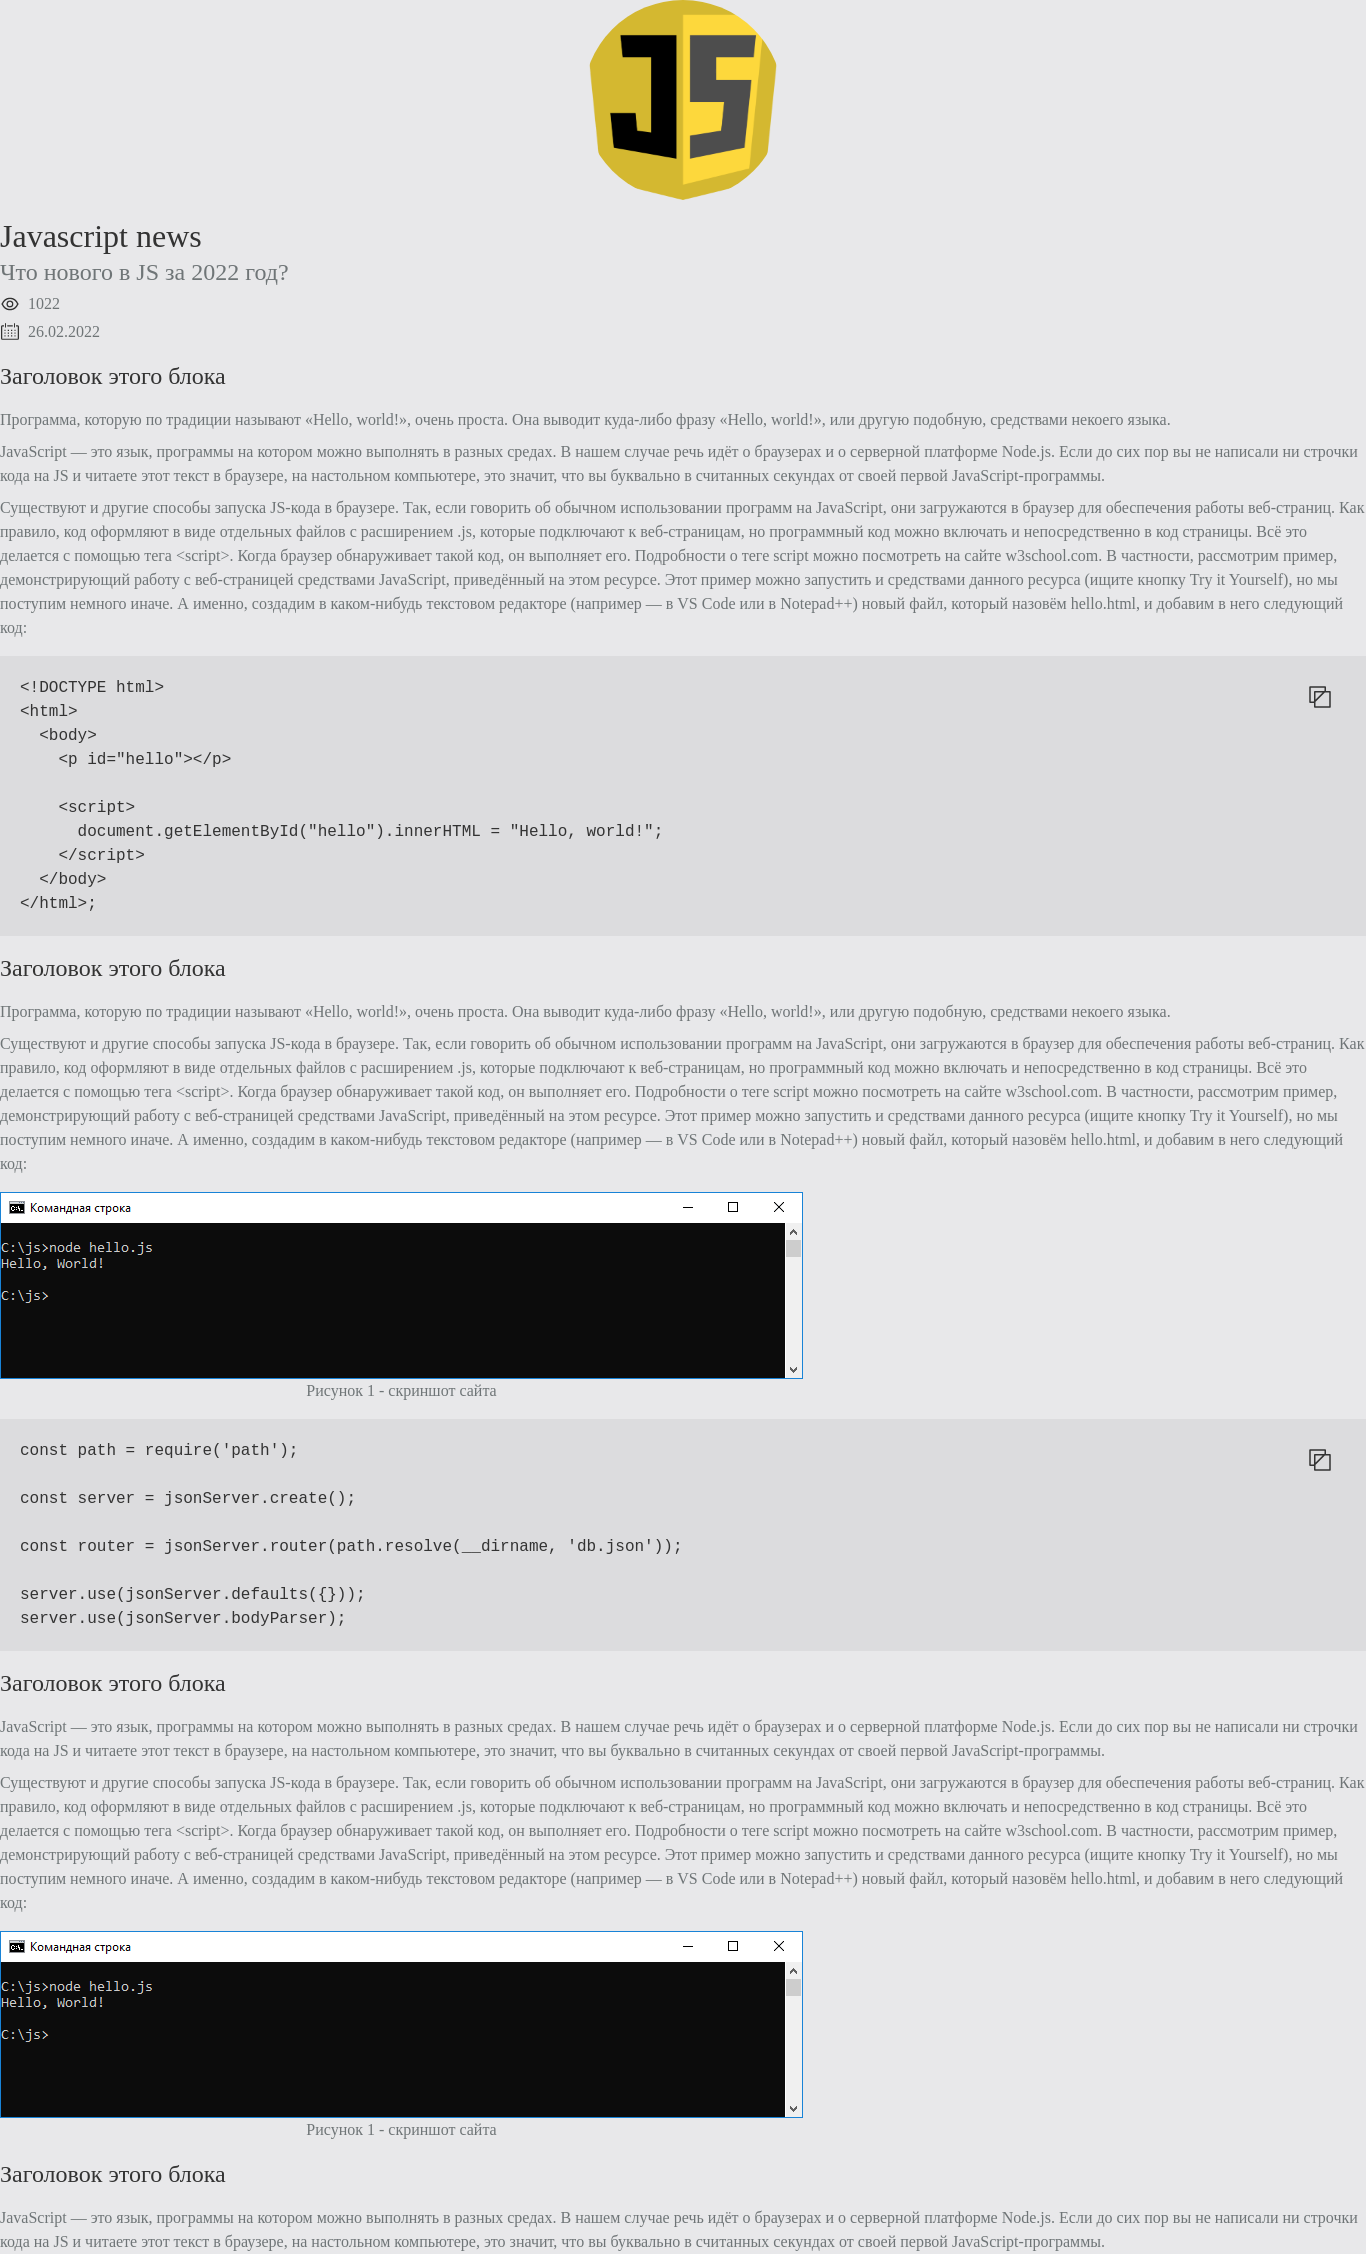 JS
Javascript news
Что нового в JS за 2022 год?
1022
26.02.2022
Заголовок этого блока
Программа, которую по традиции называют «Hello, world!», очень проста. Она выводит куда-либо фразу «Hello, world!», или другую подобную, средствами некоего языка.
JavaScript — это язык, программы на котором можно выполнять в разных средах. В нашем случае речь идёт о браузерах и о серверной платформе Node.js. Если до сих пор вы не написали ни строчки
кода на JS и читаете этот текст в браузере, на настольном компьютере, это значит, что вы буквально в считанных секундах от своей первой JavaScript-программы.
Существуют и другие способы запуска JS-кода в браузере. Так, если говорить об обычном использовании программ на JavaScript, они загружаются в браузер для обеспечения работы веб-страниц. Как
правило, код оформляют в виде отдельных файлов с расширением .js, которые подключают к веб-страницам, но программный код можно включать и непосредственно в код страницы. Всё это
делается с помощью тега <script>. Когда браузер обнаруживает такой код, он выполняет его. Подробности о теге script можно посмотреть на сайте w3school.com. В частности, рассмотрим пример,
демонстрирующий работу с веб-страницей средствами JavaScript, приведённый на этом ресурсе. Этот пример можно запустить и средствами данного ресурса (ищите кнопку Try it Yourself), но мы
поступим немного иначе. А именно, создадим в каком-нибудь текстовом редакторе (например — в VS Code или в Notepad++) новый файл, который назовём hello.html, и добавим в него следующий
код:
<!DOCTYPE html>
<html>
  <body>
    <p id="hello"></p>
    <script>
      document.getElementById("hello").innerHTML = "Hello, world!";
    </script>
  </body>
</html>;
Заголовок этого блока
Программа, которую по традиции называют «Hello, world!», очень проста. Она выводит куда-либо фразу «Hello, world!», или другую подобную, средствами некоего языка.
Существуют и другие способы запуска JS-кода в браузере. Так, если говорить об обычном использовании программ на JavaScript, они загружаются в браузер для обеспечения работы веб-страниц. Как
правило, код оформляют в виде отдельных файлов с расширением .js, которые подключают к веб-страницам, но программный код можно включать и непосредственно в код страницы. Всё это
делается с помощью тега <script>. Когда браузер обнаруживает такой код, он выполняет его. Подробности о теге script можно посмотреть на сайте w3school.com. В частности, рассмотрим пример,
демонстрирующий работу с веб-страницей средствами JavaScript, приведённый на этом ресурсе. Этот пример можно запустить и средствами данного ресурса (ищите кнопку Try it Yourself), но мы
поступим немного иначе. А именно, создадим в каком-нибудь текстовом редакторе (например — в VS Code или в Notepad++) новый файл, который назовём hello.html, и добавим в него следующий
код:
Командная строка
C:\js>node hello.js
Hello, World!
C:\js>
Рисунок 1 - скриншот сайта
const path = require('path');
const server = jsonServer.create();
const router = jsonServer.router(path.resolve(__dirname, 'db.json'));
server.use(jsonServer.defaults({}));
server.use(jsonServer.bodyParser);
Заголовок этого блока
JavaScript — это язык, программы на котором можно выполнять в разных средах. В нашем случае речь идёт о браузерах и о серверной платформе Node.js. Если до сих пор вы не написали ни строчки
кода на JS и читаете этот текст в браузере, на настольном компьютере, это значит, что вы буквально в считанных секундах от своей первой JavaScript-программы.
Существуют и другие способы запуска JS-кода в браузере. Так, если говорить об обычном использовании программ на JavaScript, они загружаются в браузер для обеспечения работы веб-страниц. Как
правило, код оформляют в виде отдельных файлов с расширением .js, которые подключают к веб-страницам, но программный код можно включать и непосредственно в код страницы. Всё это
делается с помощью тега <script>. Когда браузер обнаруживает такой код, он выполняет его. Подробности о теге script можно посмотреть на сайте w3school.com. В частности, рассмотрим пример,
демонстрирующий работу с веб-страницей средствами JavaScript, приведённый на этом ресурсе. Этот пример можно запустить и средствами данного ресурса (ищите кнопку Try it Yourself), но мы
поступим немного иначе. А именно, создадим в каком-нибудь текстовом редакторе (например — в VS Code или в Notepad++) новый файл, который назовём hello.html, и добавим в него следующий
код:
Командная строка
C:\js>node hello.js
Hello, World!
C:\js>
Рисунок 1 - скриншот сайта
Заголовок этого блока
JavaScript — это язык, программы на котором можно выполнять в разных средах. В нашем случае речь идёт о браузерах и о серверной платформе Node.js. Если до сих пор вы не написали ни строчки
кода на JS и читаете этот текст в браузере, на настольном компьютере, это значит, что вы буквально в считанных секундах от своей первой JavaScript-программы.